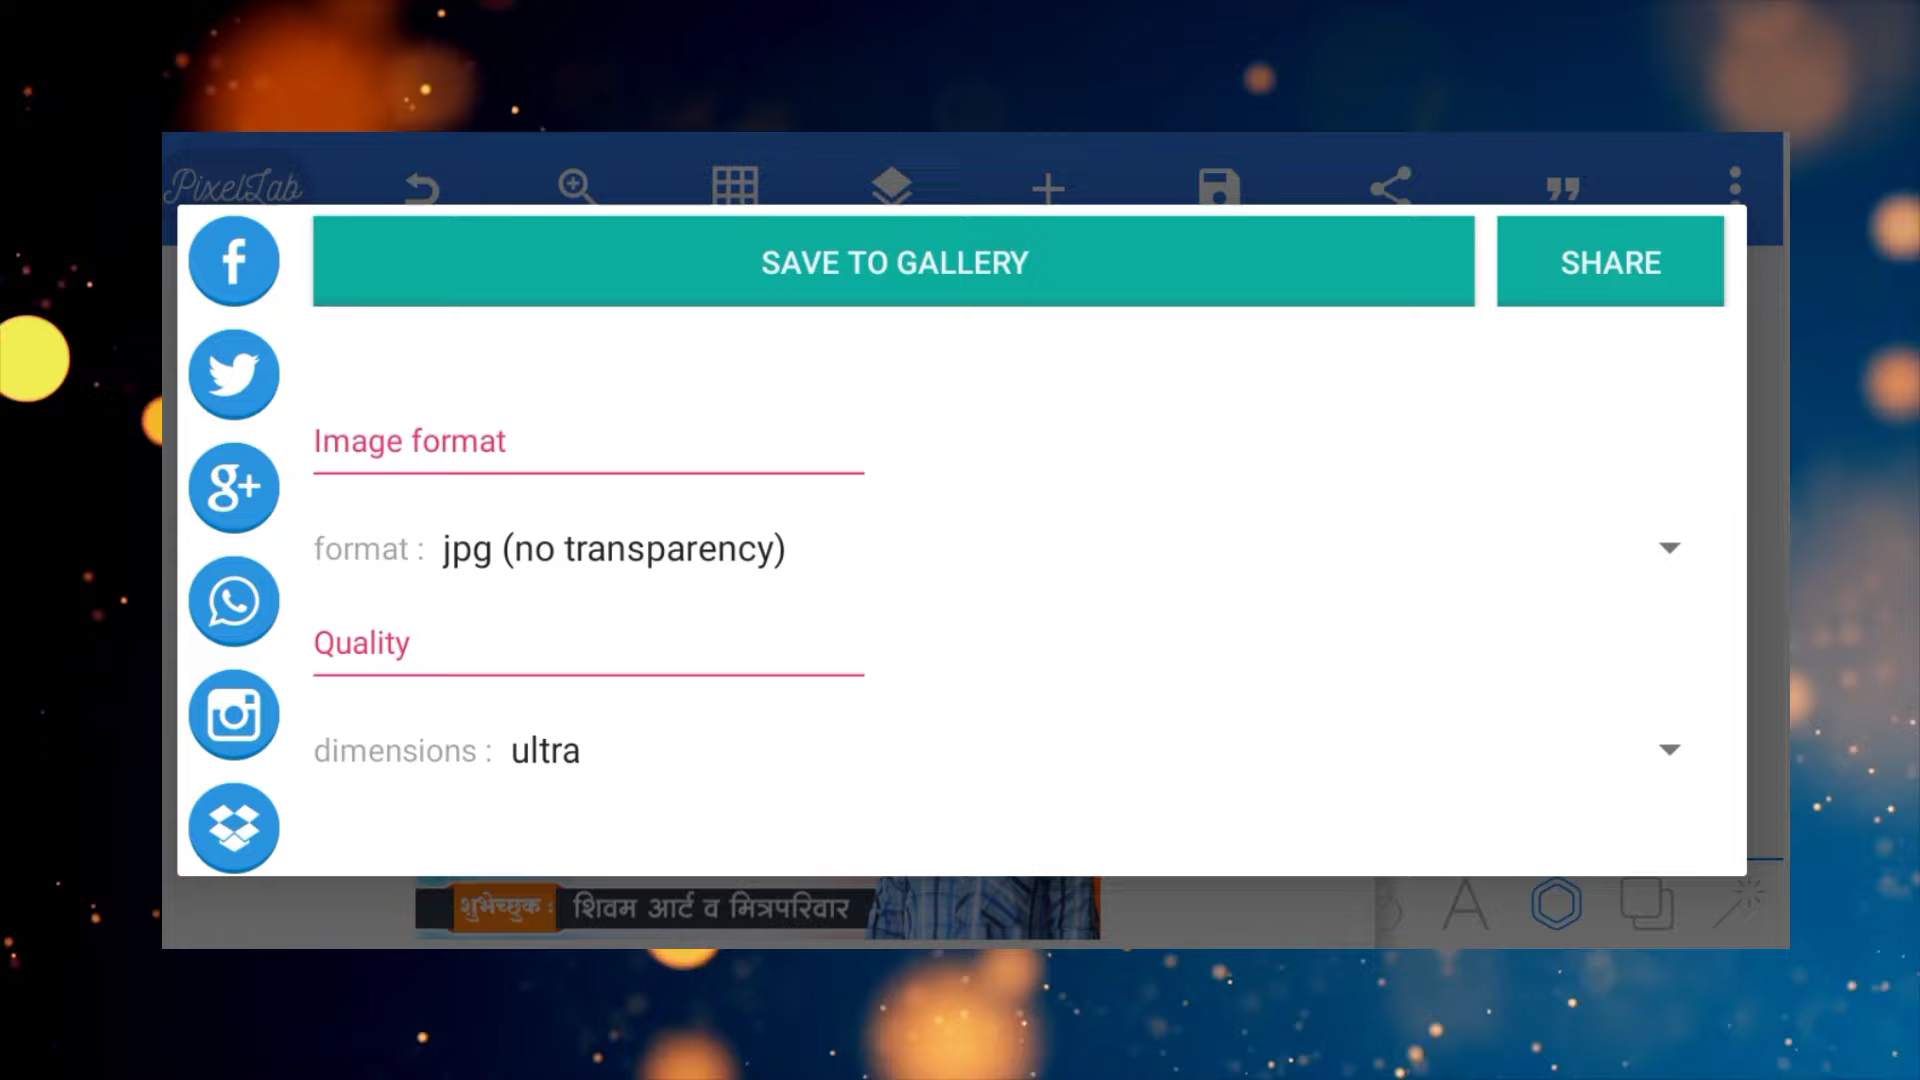 PixelLab
SAVE TO GALLERY
SHARE
Image format
format : jpg (no transparency)
Quality
dimensions : ultra
शुभेच्छुक :
शिवम आर्ट व मित्रपरिवार